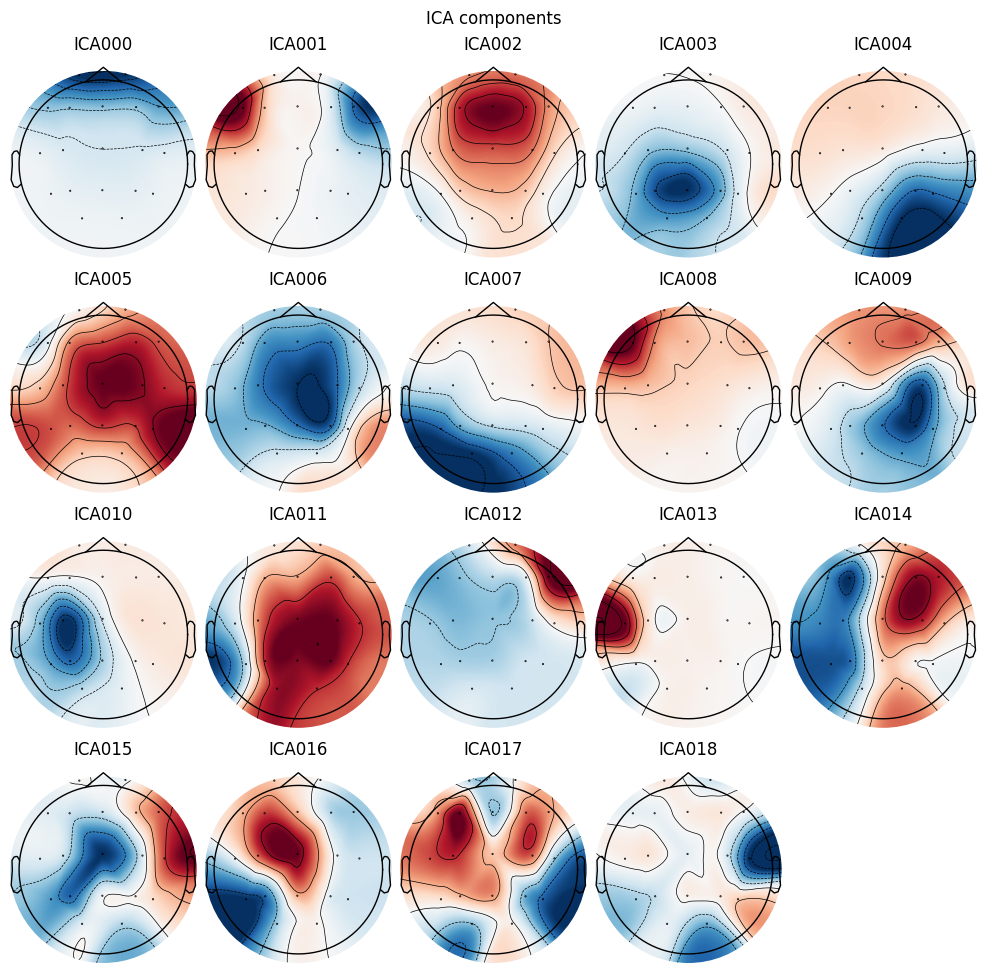 ICA components
ICA000 ICA001 ICA002 ICA003 ICA004
ICA005 ICA006 ICA007 ICA008 ICA009
ICA010 ICA011 ICA012 ICA013 ICA014
ICA015 ICA016 ICA017 ICA018